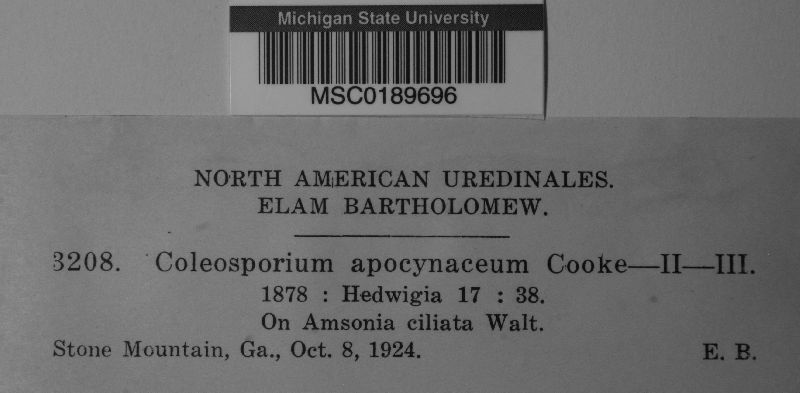 Michigan State University
MSC0189696
NORTH AMERICAN UREDINALES.
ELAM BARTHOLOMEW.
3208. Coleosporium apocynaceum Cooke—II—III.
1878 : Hedwigia 17 : 38.
On Amsonia ciliata Walt.
Stone Mountain, Ga., Oct. 8, 1924. E. B.